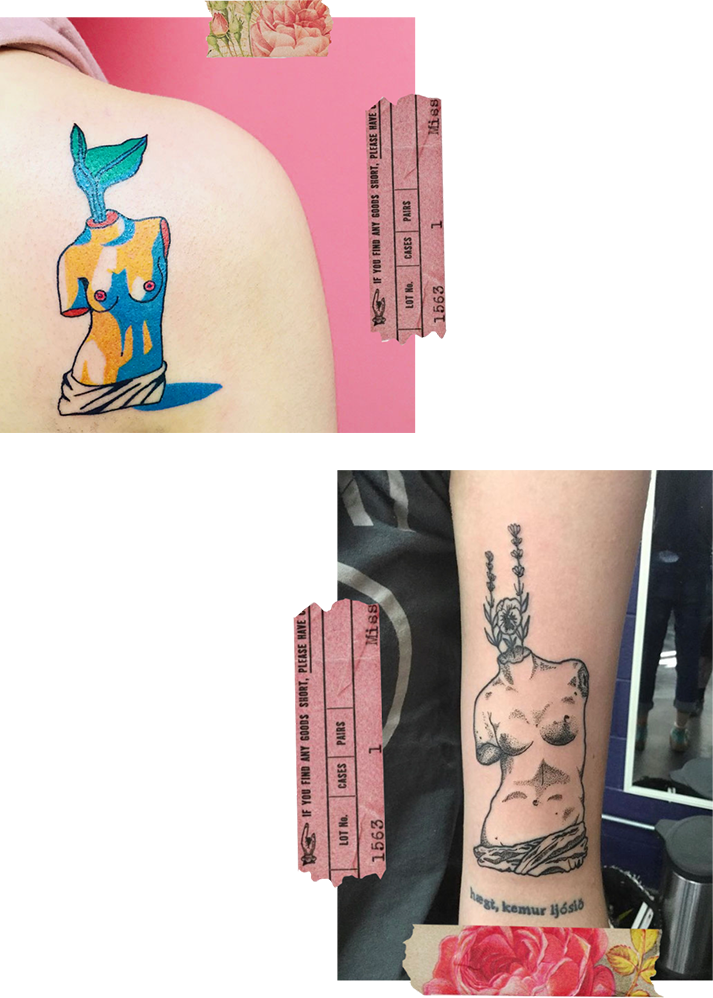 IF YOU FIND ANY GOODS SHORT, PLEASE HAVE
LOT No. CASES PAIRS
1563 1 Miss
IF YOU FIND ANY GOODS SHORT, PLEASE HAVE
LOT No. CASES PAIRS
1563 1 Miss
hægt, kemur ljósið